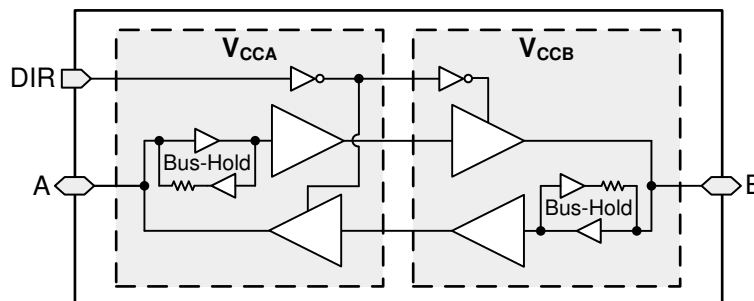 VCCA
VCCB
DIR
Bus-Hold
A
B
Bus-Hold